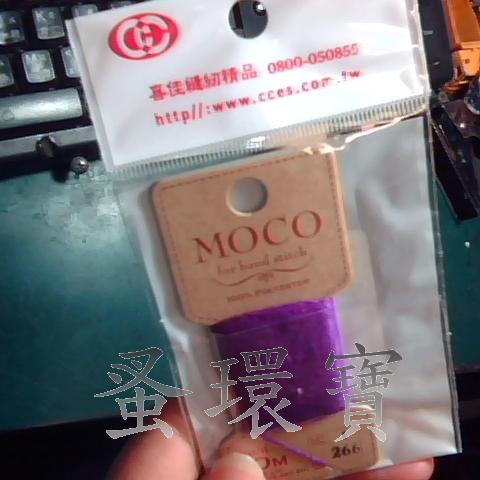 喜佳縫紉精品 0800-050855
http//:www.cces.com.tw
MOCO
for hand stitch
100% POLYESTER
蚤環寶
266